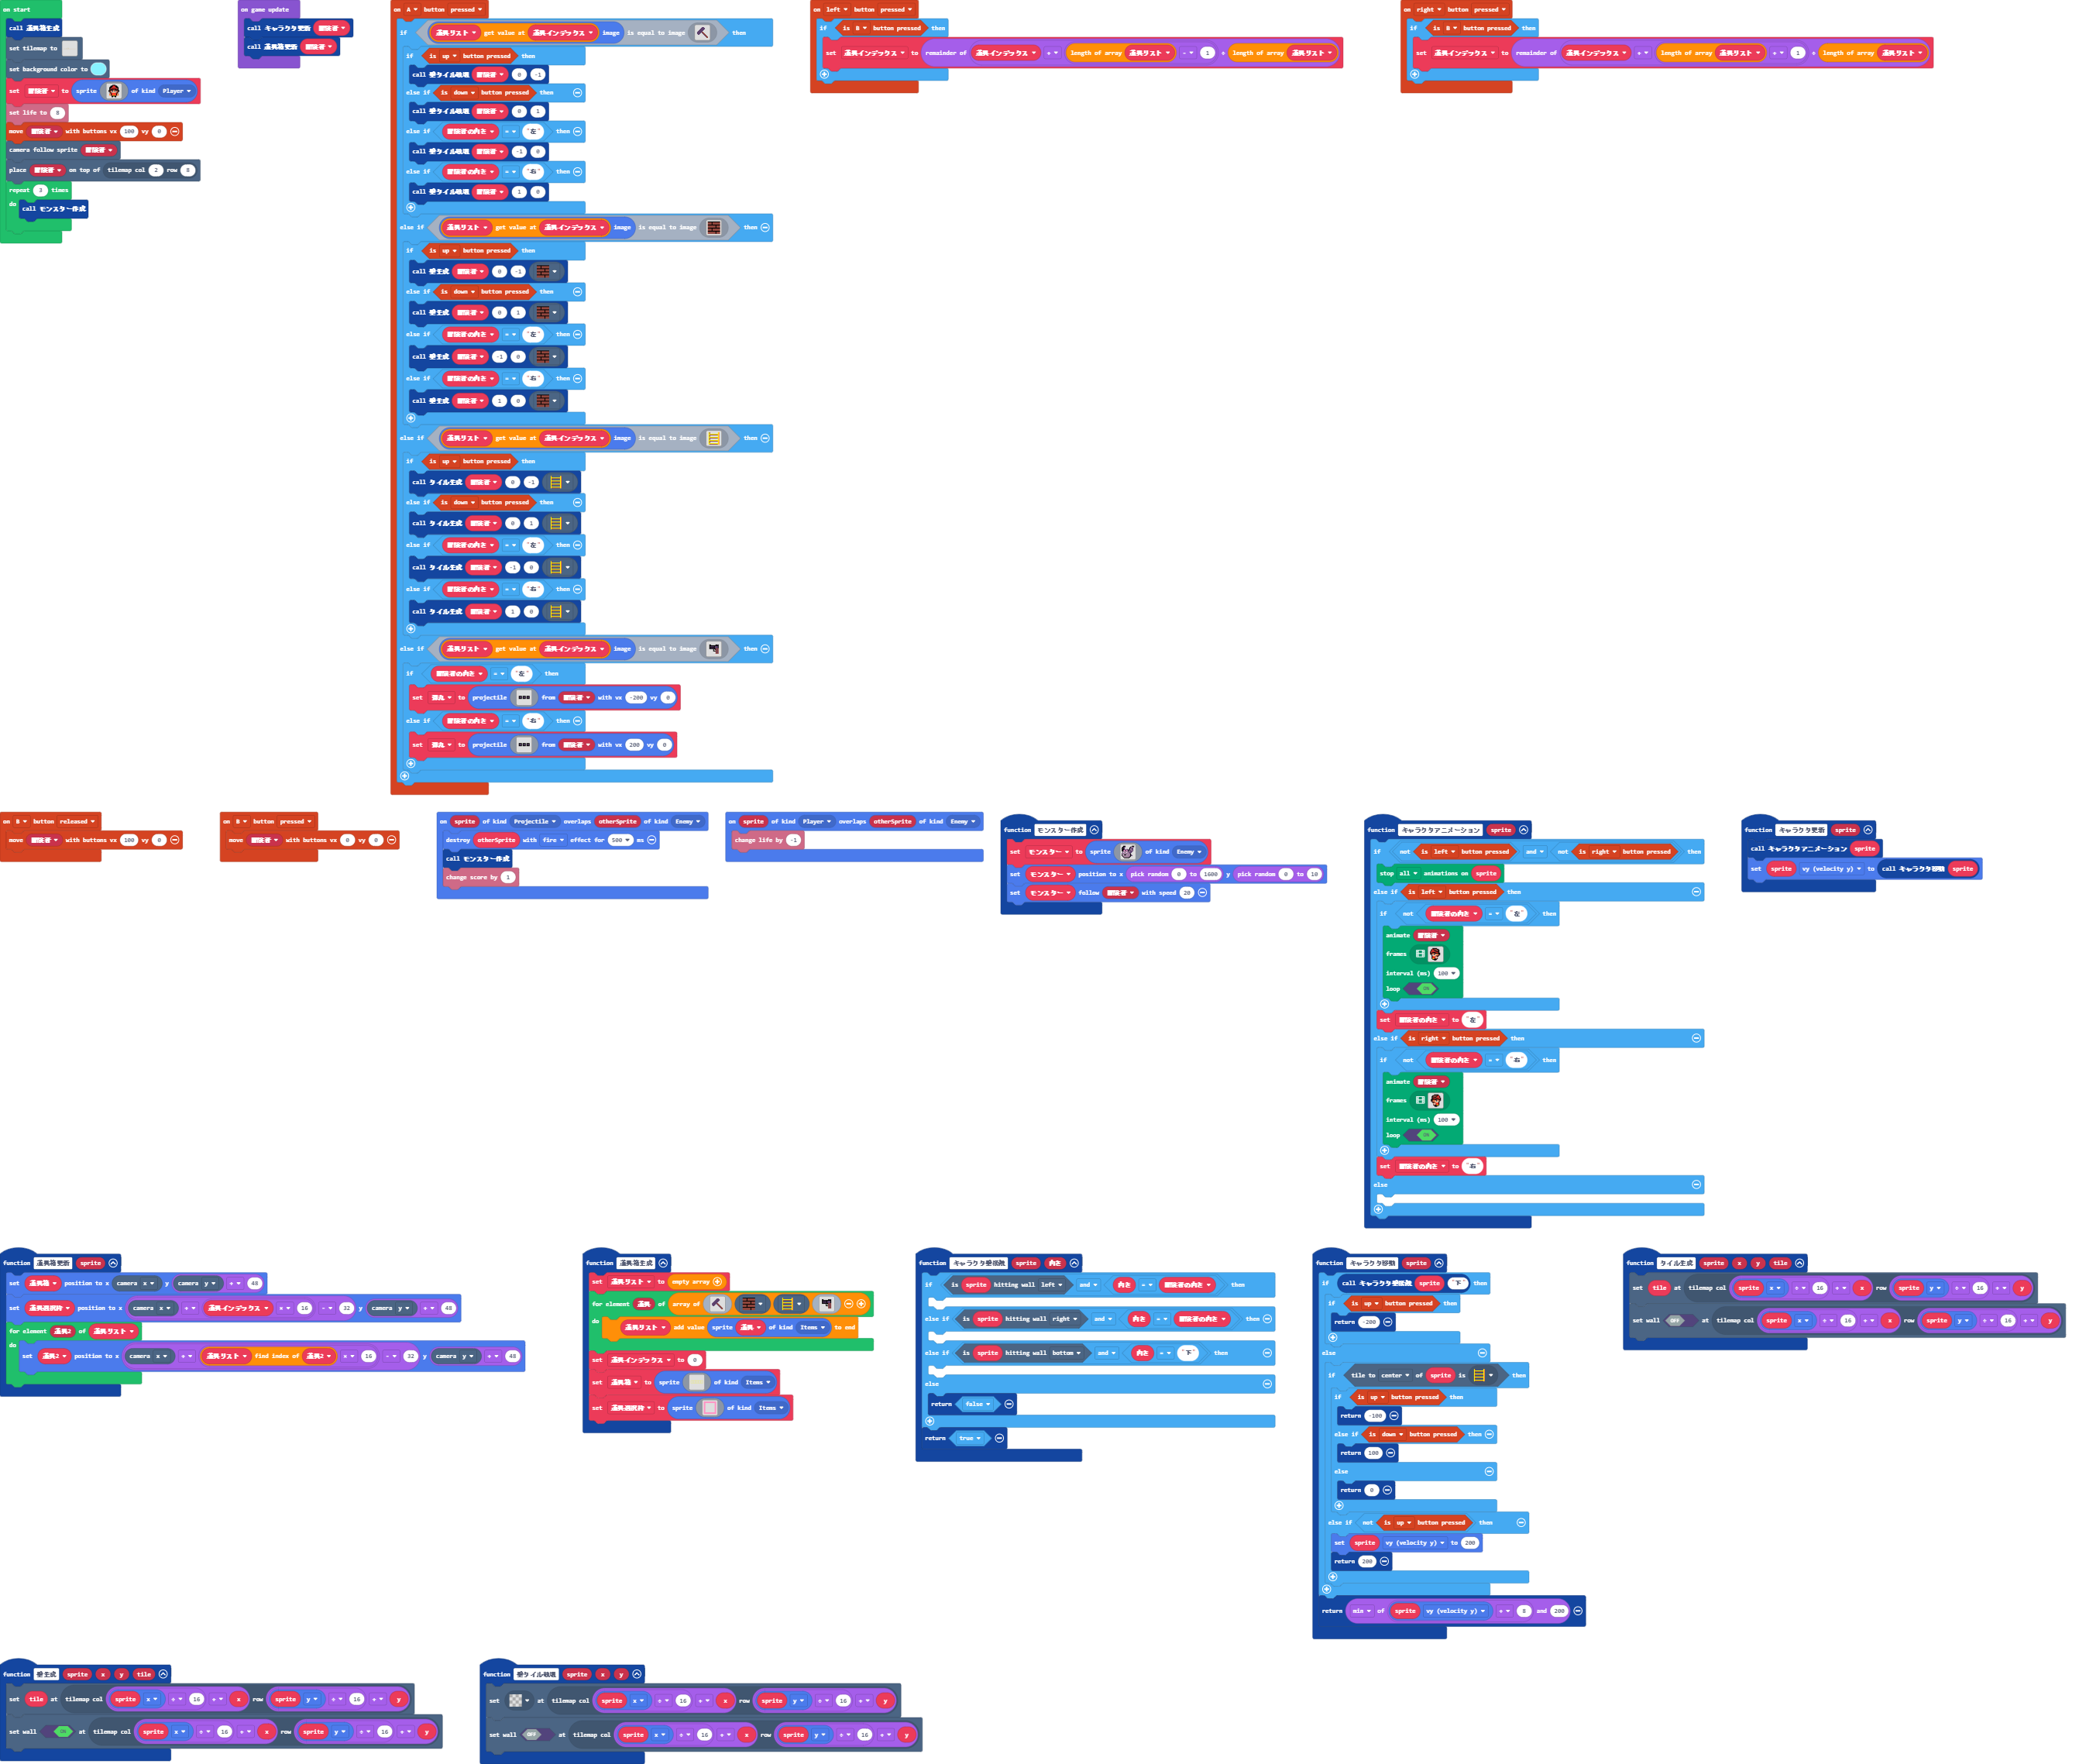 on start
call 道具箱生成
set tilemap to
set background color to
set 冒険者 to sprite of kind Player
set life to 8
move 冒険者 with buttons vx 100 vy 0
camera follow sprite 冒険者
place 冒険者 on top of tilemap col 2 row 8
repeat 3 times
do
call モンスター作成
on game update
call キャラクタ更新 冒険者
call 道具箱更新 冒険者
on A button pressed
if 道具リスト get value at 道具インデックス image is equal to image then
if is up button pressed then
call 壁タイル破壊 冒険者 0 -1
else if is down button pressed then
call 壁タイル破壊 冒険者 0 1
else if 冒険者の向き = "左" then
call 壁タイル破壊 冒険者 -1 0
else if 冒険者の向き = "右" then
call 壁タイル破壊 冒険者 1 0
else if 道具リスト get value at 道具インデックス image is equal to image then
if is up button pressed then
call 壁生成 冒険者 0 -1
else if is down button pressed then
call 壁生成 冒険者 0 1
else if 冒険者の向き = "左" then
call 壁生成 冒険者 -1 0
else if 冒険者の向き = "右" then
call 壁生成 冒険者 1 0
else if 道具リスト get value at 道具インデックス image is equal to image then
if is up button pressed then
call タイル生成 冒険者 0 -1
else if is down button pressed then
call タイル生成 冒険者 0 1
else if 冒険者の向き = "左" then
call タイル生成 冒険者 -1 0
else if 冒険者の向き = "右" then
call タイル生成 冒険者 1 0
else if 道具リスト get value at 道具インデックス image is equal to image then
if 冒険者の向き = "左" then
set 弾丸 to projectile from 冒険者 with vx -200 vy 0
else if 冒険者の向き = "右" then
set 弾丸 to projectile from 冒険者 with vx 200 vy 0
on left button pressed
if is B button pressed then
set 道具インデックス to remainder of 道具インデックス + length of array 道具リスト - 1 ÷ length of array 道具リスト
on right button pressed
if is B button pressed then
set 道具インデックス to remainder of 道具インデックス + length of array 道具リスト + 1 ÷ length of array 道具リスト
on B button released
move 冒険者 with buttons vx 100 vy 0
on B button pressed
move 冒険者 with buttons vx 0 vy 0
on sprite of kind Projectile overlaps otherSprite of kind Enemy
destroy otherSprite with fire effect for 500 ms
call モンスター作成
change score by 1
on sprite of kind Player overlaps otherSprite of kind Enemy
change life by -1
function モンスター作成
set モンスター to sprite of kind Enemy
set モンスター position to x pick random 0 to 1600 y pick random 0 to 10
set モンスター follow 冒険者 with speed 20
function キャラクタアニメーション sprite
if not is left button pressed and not is right button pressed then
stop all animations on sprite
else if is left button pressed then
if not 冒険者の向き = "左" then
animate 冒険者
frames
interval (ms) 100
loop ON
set 冒険者の向き to "左"
else if is right button pressed then
if not 冒険者の向き = "右" then
animate 冒険者
frames
interval (ms) 100
loop ON
set 冒険者の向き to "右"
else
function キャラクタ更新 sprite
call キャラクタアニメーション sprite
set sprite vy (velocity y) to call キャラクタ移動 sprite
function 道具箱更新 sprite
set 道具箱 position to x camera x y camera y + 48
set 道具選択枠 position to x camera x + 道具インデックス × 16 - 32 y camera y + 48
for element 道具2 of 道具リスト
do
set 道具2 position to x camera x + 道具リスト find index of 道具2 × 16 - 32 y camera y + 48
function 道具箱生成
set 道具リスト to empty array
for element 道具 of array of
do
道具リスト add value sprite 道具 of kind Items to end
set 道具インデックス to 0
set 道具箱 to sprite of kind Items
set 道具選択枠 to sprite of kind Items
function キャラクタ壁接触 sprite 向き
if is sprite hitting wall left and 向き = 冒険者の向き then
else if is sprite hitting wall right and 向き = 冒険者の向き then
else if is sprite hitting wall bottom and 向き = "下" then
else
return false
return true
function キャラクタ移動 sprite
if call キャラクタ壁接触 sprite "下" then
if is up button pressed then
return -200
else
if tile to center of sprite is then
if is up button pressed then
return -100
else if is down button pressed then
return 100
else
return 0
else if not is up button pressed then
set sprite vy (velocity y) to 200
return 200
return min of sprite vy (velocity y) + 8 and 200
function タイル生成 sprite x y tile
set tile at tilemap col sprite x ÷ 16 + x row sprite y ÷ 16 + y
set wall OFF at tilemap col sprite x ÷ 16 + x row sprite y ÷ 16 + y
function 壁生成 sprite x y tile
set tile at tilemap col sprite x ÷ 16 + x row sprite y ÷ 16 + y
set wall ON at tilemap col sprite x ÷ 16 + x row sprite y ÷ 16 + y
function 壁タイル破壊 sprite x y
set at tilemap col sprite x ÷ 16 + x row sprite y ÷ 16 + y
set wall OFF at tilemap col sprite x ÷ 16 + x row sprite y ÷ 16 + y